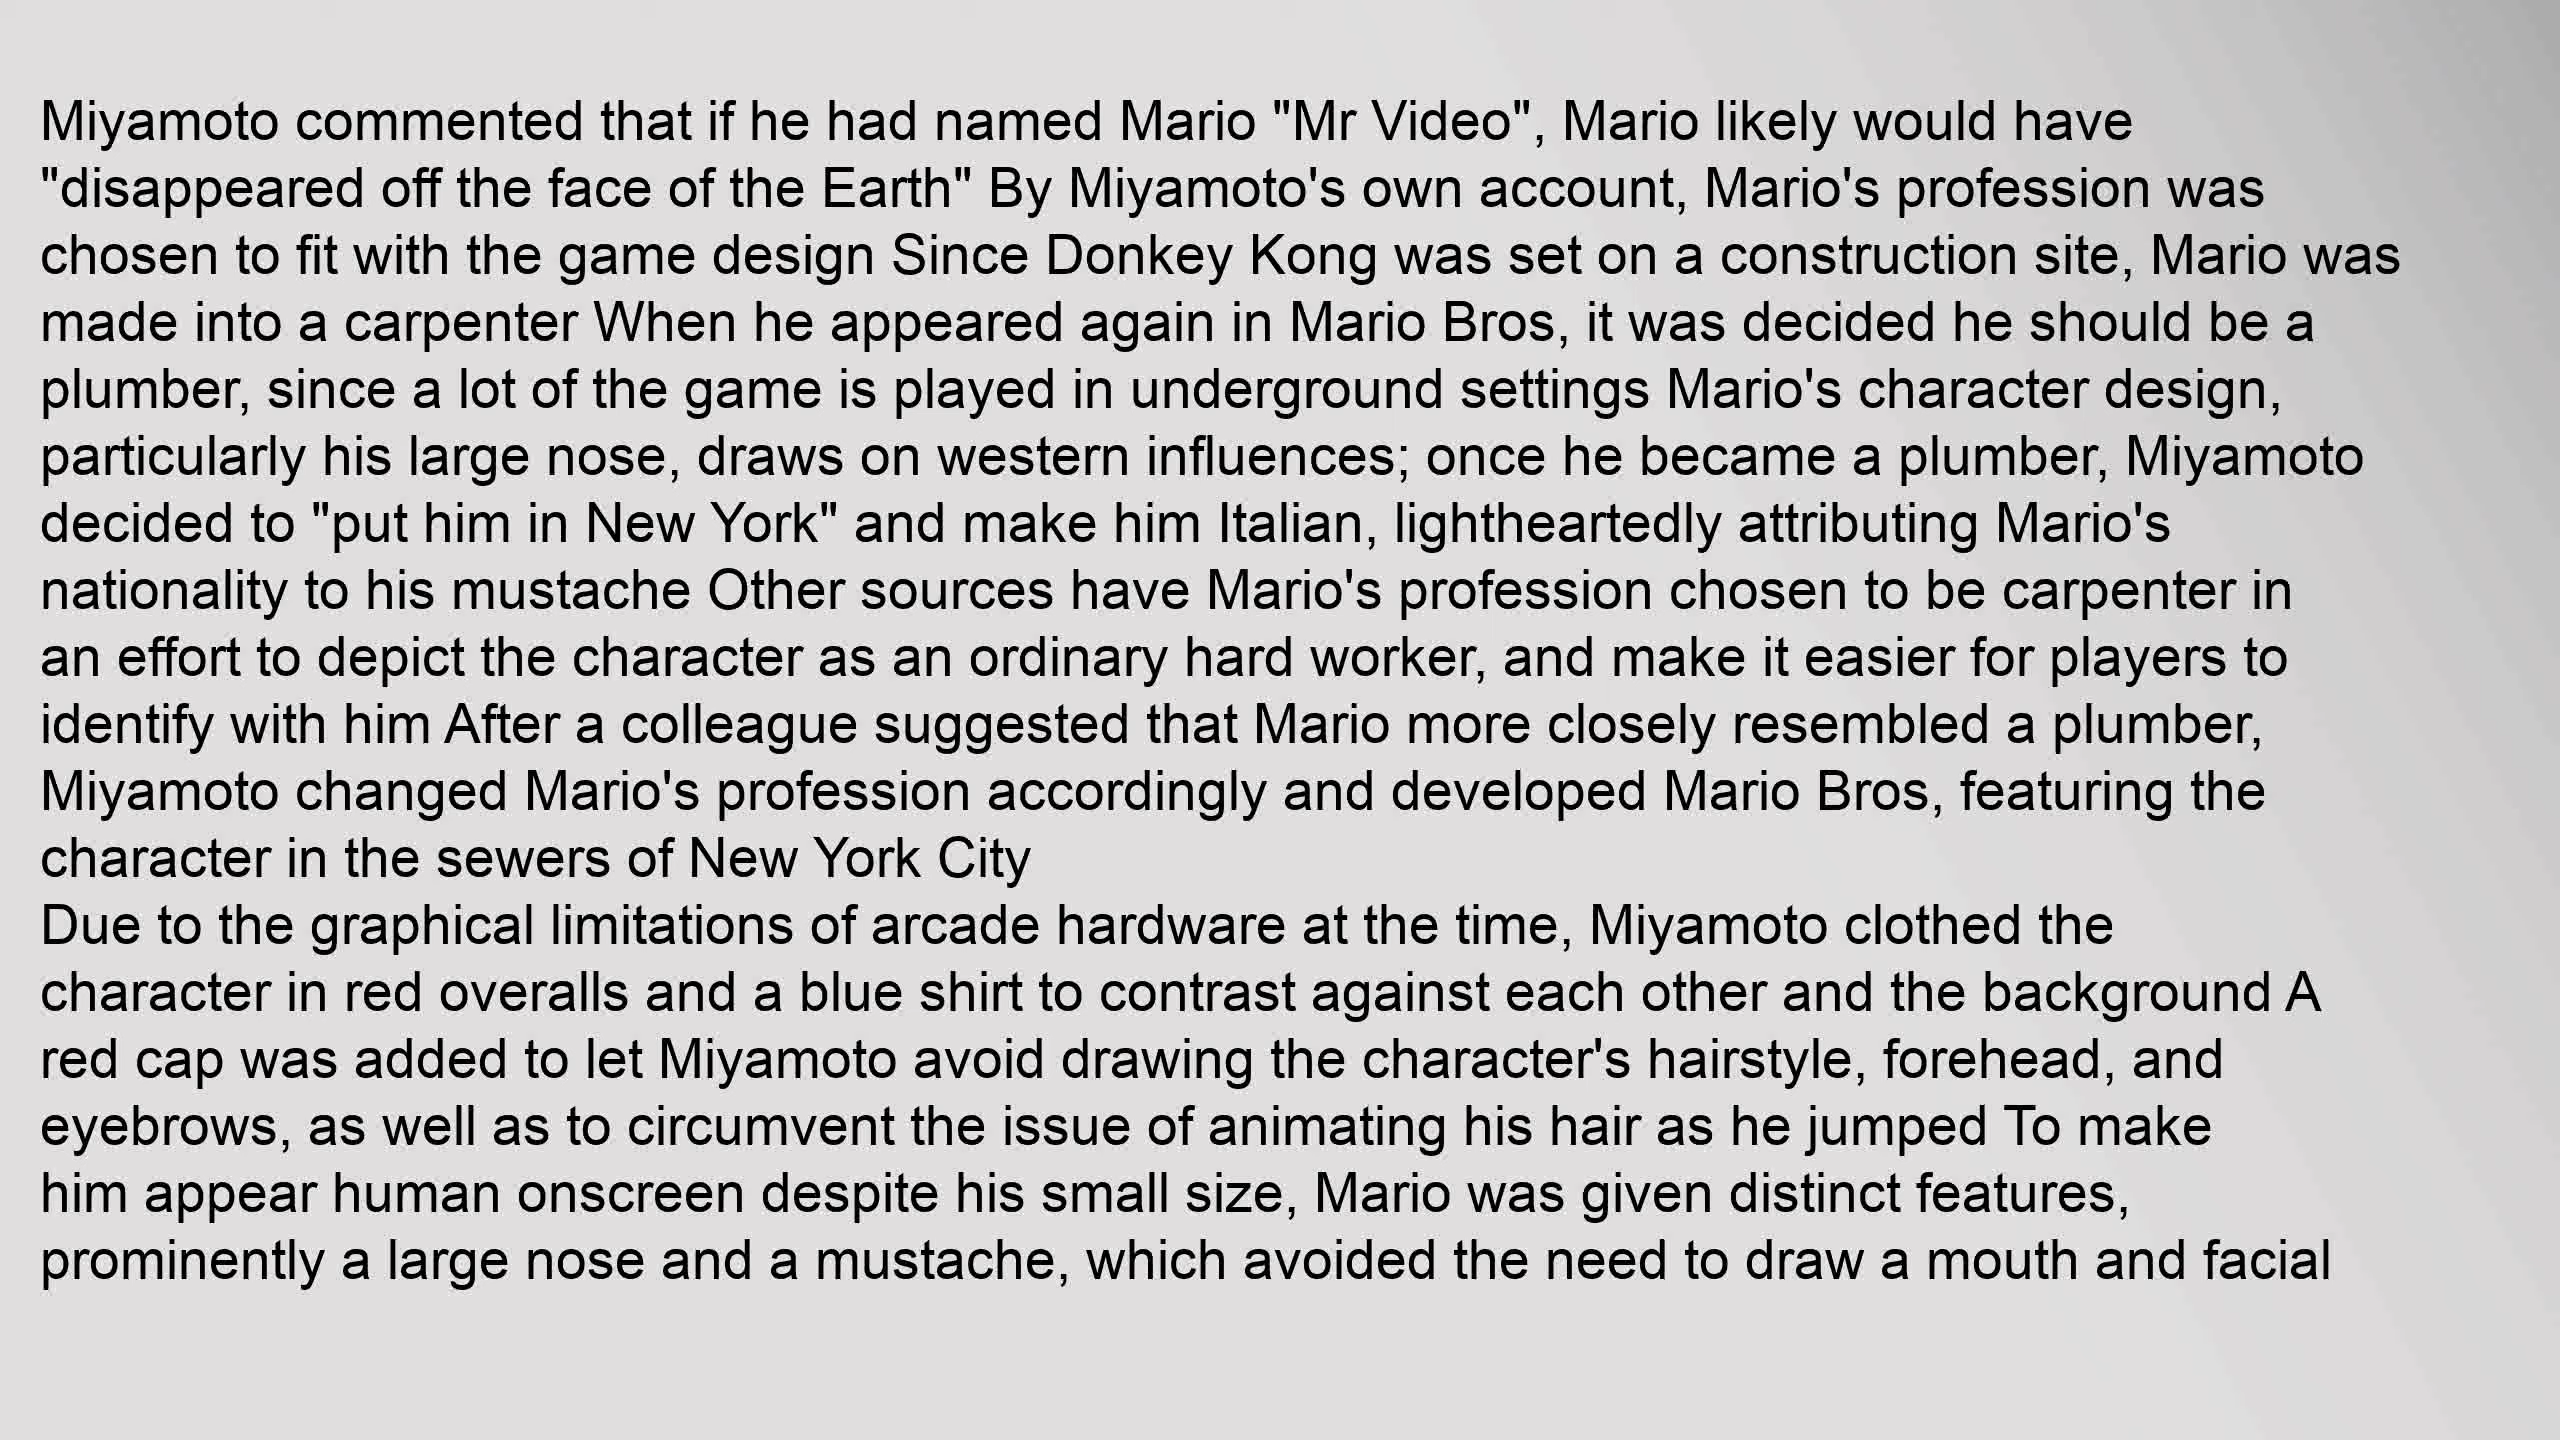 Miyamoto commented that if he had named Mario "Mr Video", Mario likely would have
"disappeared off the face of the Earth" By Miyamoto's own account, Mario's profession was
chosen to fit with the game design Since Donkey Kong was set on a construction site, Mario was
made into a carpenter When he appeared again in Mario Bros, it was decided he should be a
plumber, since a lot of the game is played in underground settings Mario's character design,
particularly his large nose, draws on western influences; once he became a plumber, Miyamoto
decided to "put him in New York" and make him Italian, lightheartedly attributing Mario's
nationality to his mustache Other sources have Mario's profession chosen to be carpenter in
an effort to depict the character as an ordinary hard worker, and make it easier for players to
identify with him After a colleague suggested that Mario more closely resembled a plumber,
Miyamoto changed Mario's profession accordingly and developed Mario Bros, featuring the
character in the sewers of New York City
Due to the graphical limitations of arcade hardware at the time, Miyamoto clothed the
character in red overalls and a blue shirt to contrast against each other and the background A
red cap was added to let Miyamoto avoid drawing the character's hairstyle, forehead, and
eyebrows, as well as to circumvent the issue of animating his hair as he jumped To make
him appear human onscreen despite his small size, Mario was given distinct features,
prominently a large nose and a mustache, which avoided the need to draw a mouth and facial